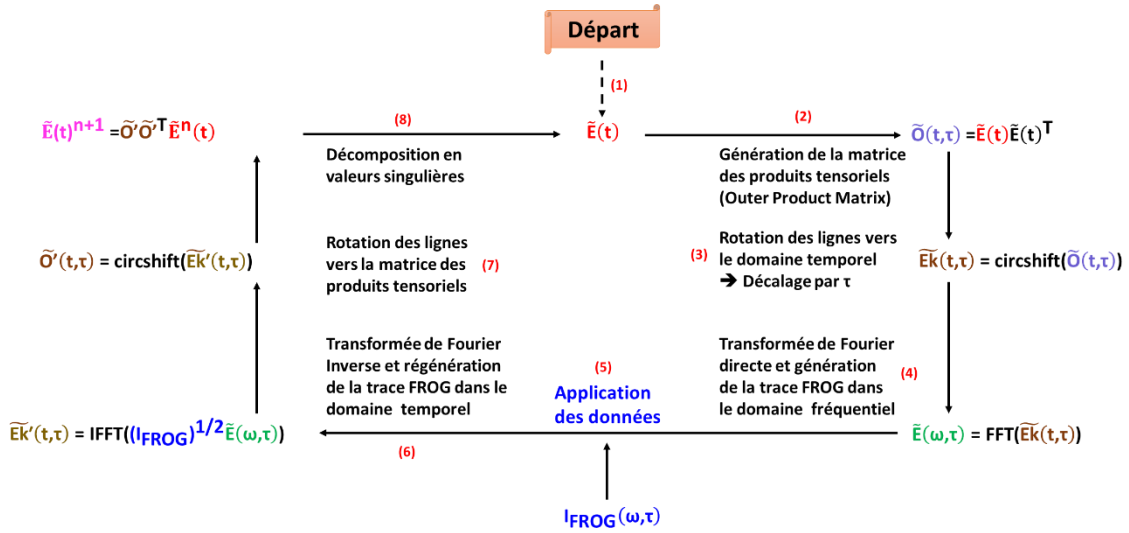 Départ
(1)
Ẽ(t)ⁿ⁺¹ =Õ'Õ'ᵀ Ẽⁿ(t)
(8)
Ẽ(t)
(2)
Õ(t,τ) =Ẽ(t)Ẽ(t)ᵀ
Décomposition en
valeurs singulières
Génération de la matrice
des produits tensoriels
(Outer Product Matrix)
Õ'(t,τ) = circshift(Ẽk'(t,τ))
Rotation des lignes
vers la matrice des
produits tensoriels
(7)
(3)
Rotation des lignes vers
le domaine temporel
➔ Décalage par τ
Ẽk(t,τ) = circshift(Õ(t,τ))
Transformée de Fourier
Inverse et régénération
de la trace FROG dans le
domaine temporel
(5)
Application
des données
Transformée de Fourier
directe et génération
de la trace FROG dans
le domaine fréquentiel
(4)
Ẽk'(t,τ) = IFFT((I_FROG)^1/2 Ẽ(ω,τ))
(6)
Ẽ(ω,τ) = FFT(Ẽk(t,τ))
I_FROG(ω,τ)